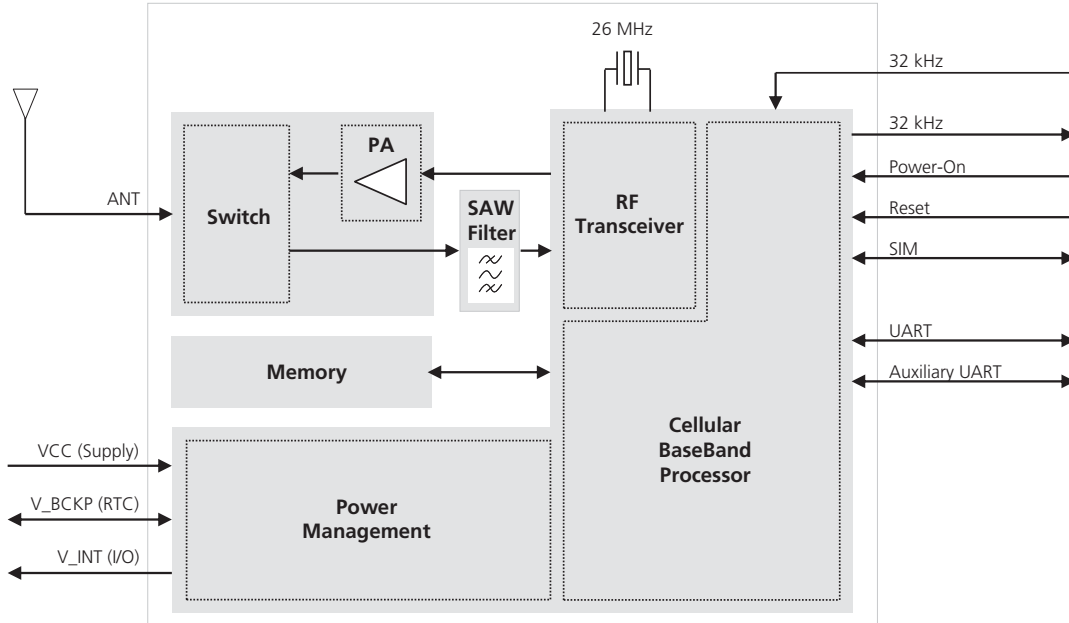 26 MHz
32 kHz
32 kHz
Power-On
Reset
SIM
UART
Auxiliary UART
ANT
Switch
PA
SAW
Filter
RF
Transceiver
Memory
Cellular
BaseBand
Processor
VCC (Supply)
V_BCKP (RTC)
V_INT (I/O)
Power
Management